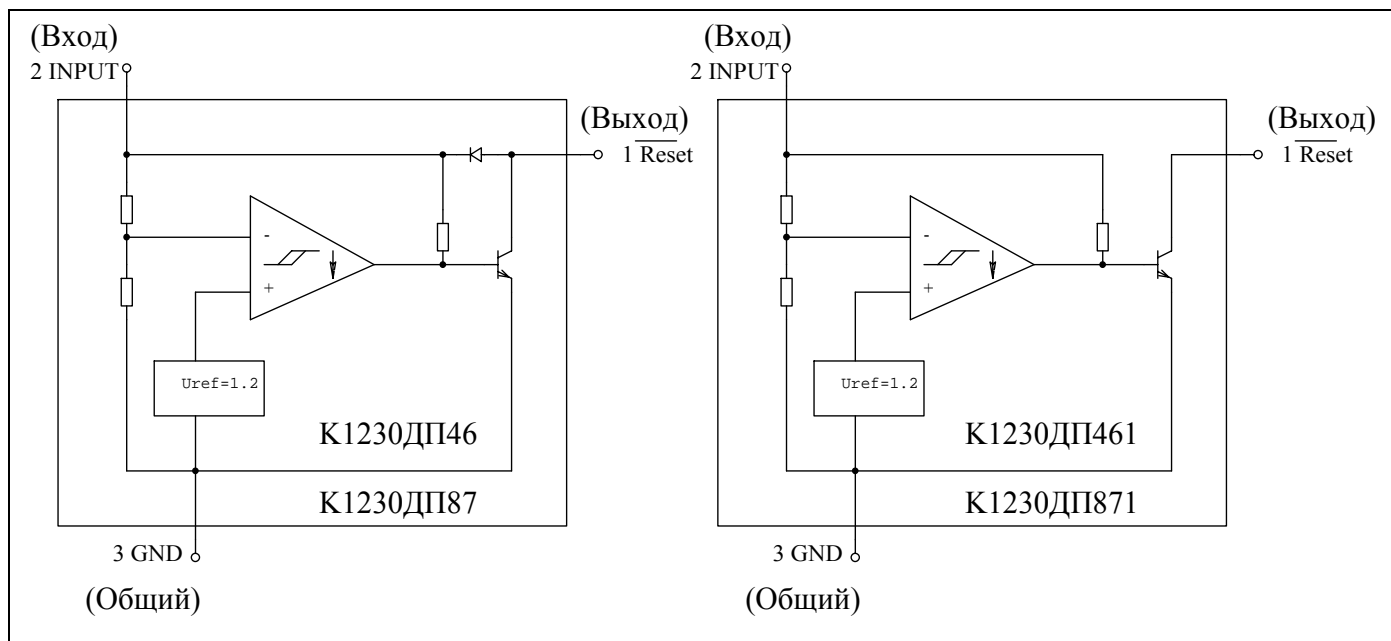 (Вход)
2 INPUT
(Выход)
1 Reset
-
+
Uref=1.2
К1230ДП46
К1230ДП87
3 GND
(Общий)
(Вход)
2 INPUT
(Выход)
1 Reset
-
+
Uref=1.2
К1230ДП461
К1230ДП871
3 GND
(Общий)